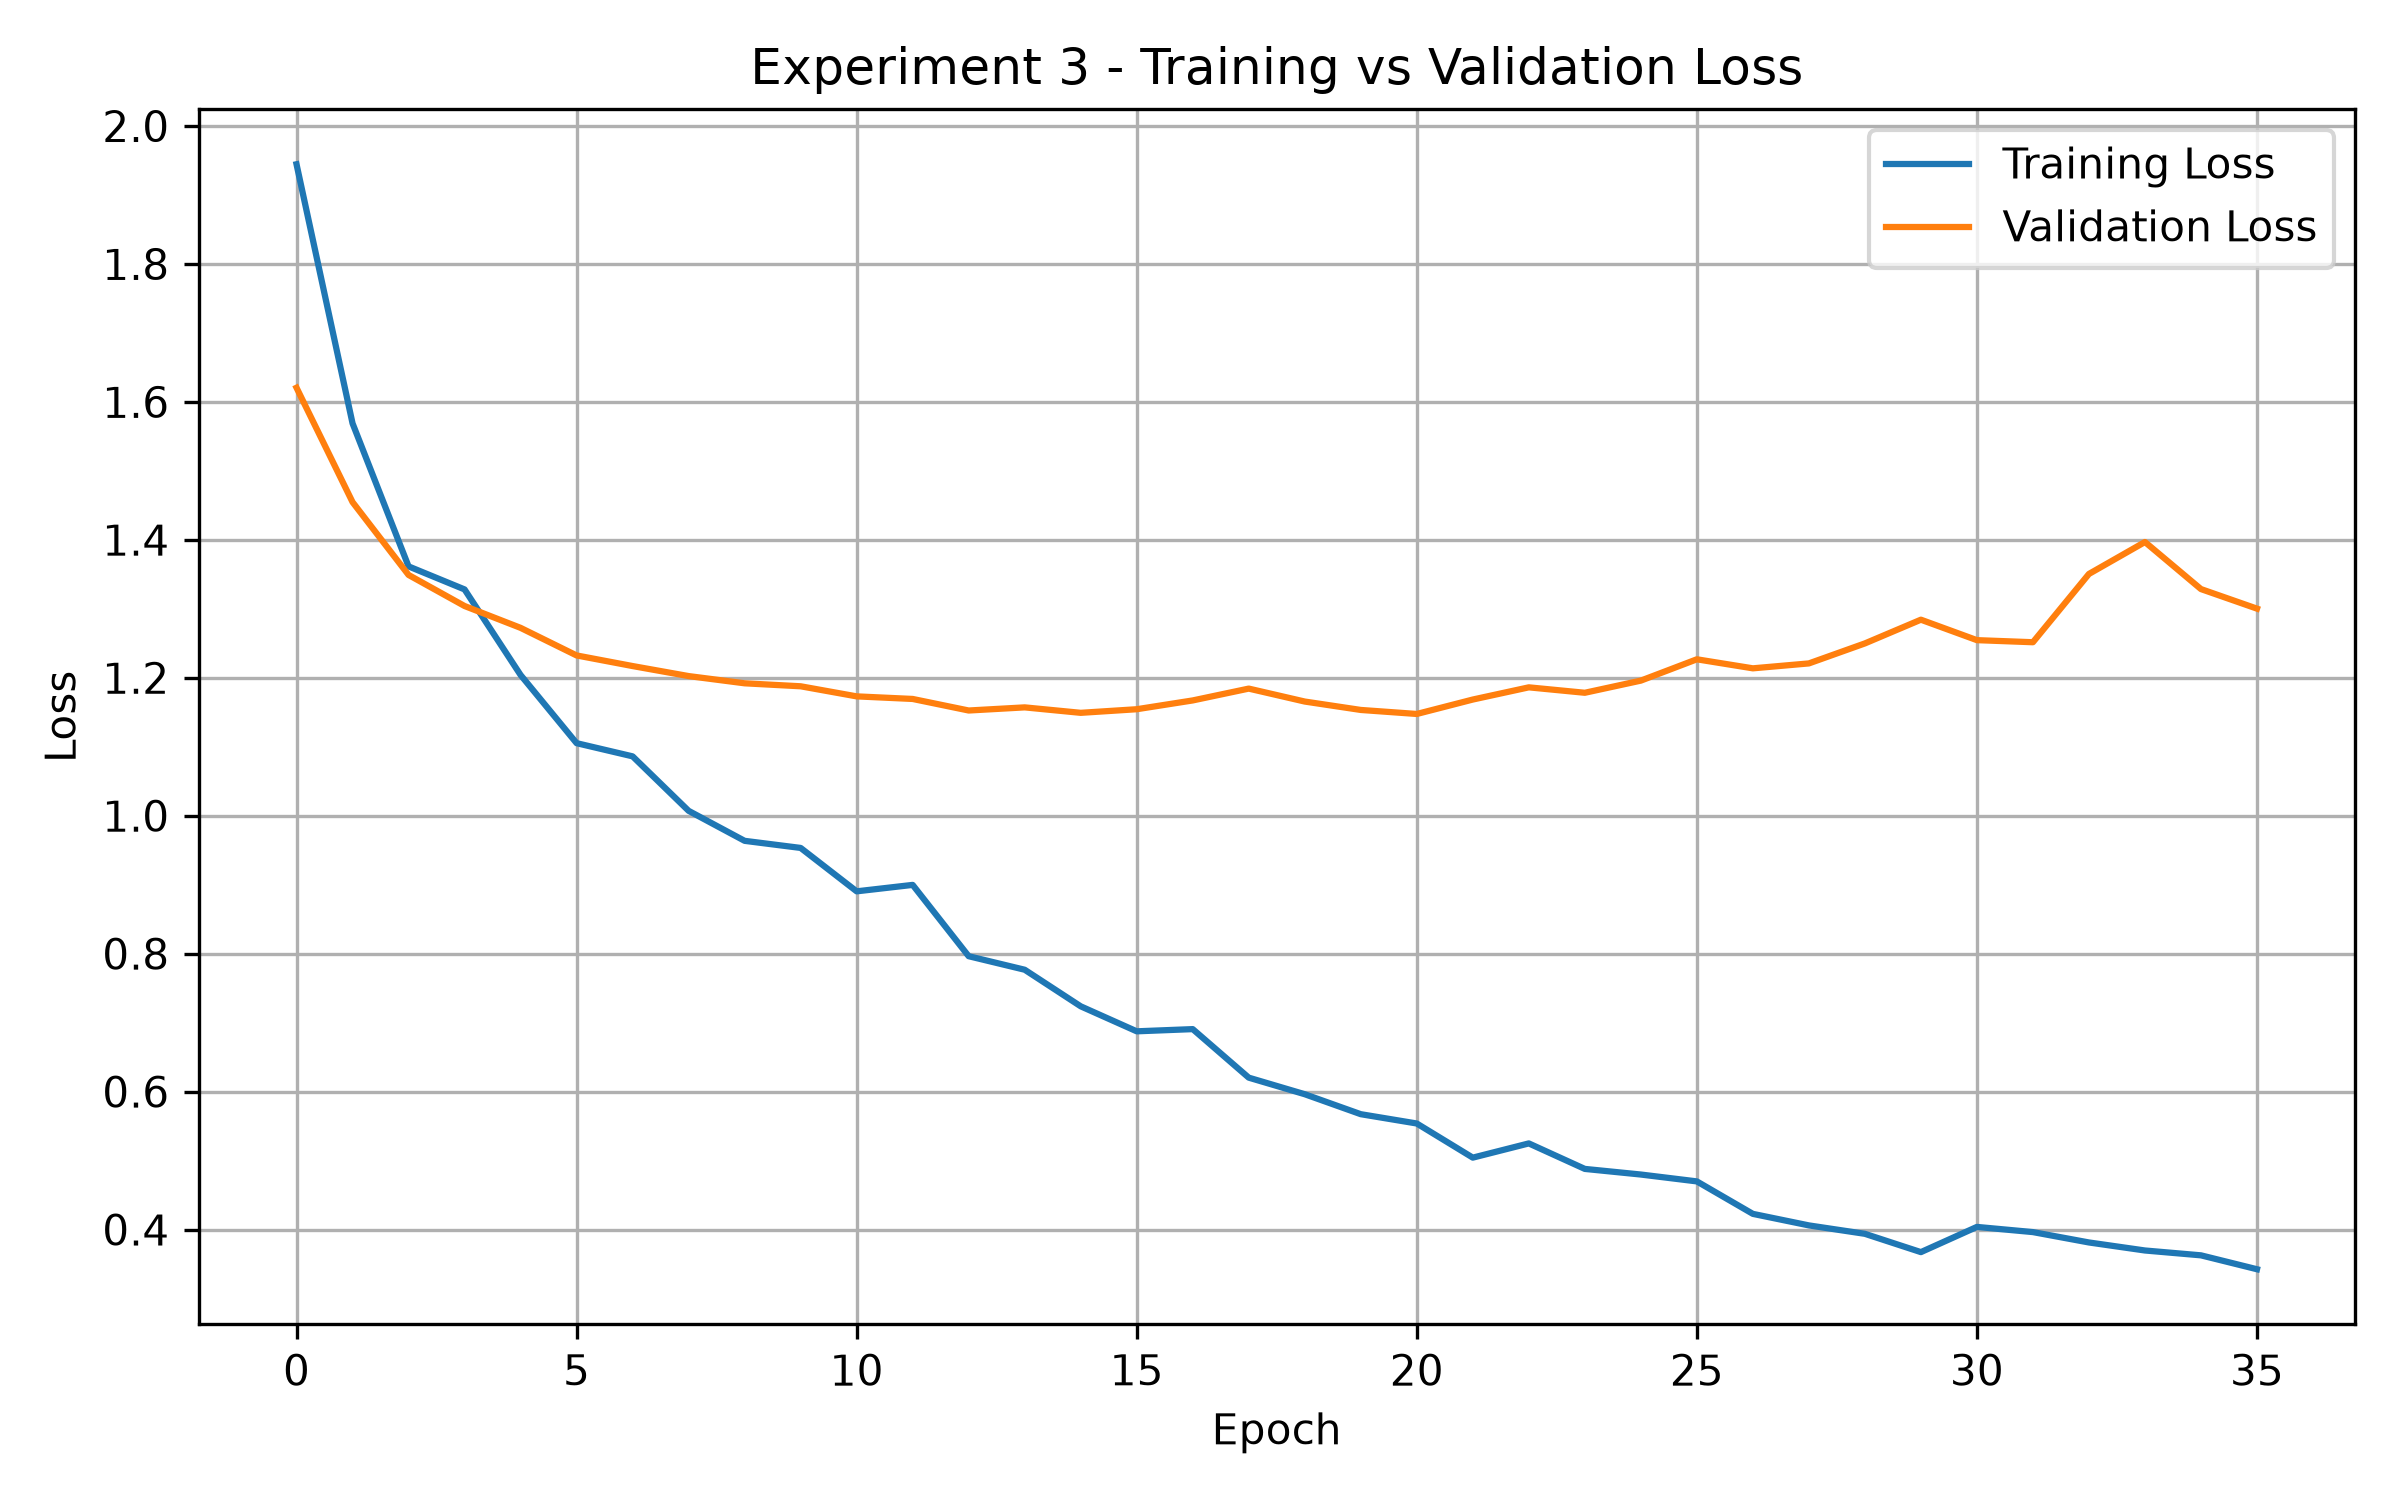 Experiment 3 - Training vs Validation Loss
2.0
1.8
1.6
1.4
1.2
1.0
0.8
0.6
0.4
Loss
Training Loss
Validation Loss
0 5 10 15 20 25 30 35
Epoch